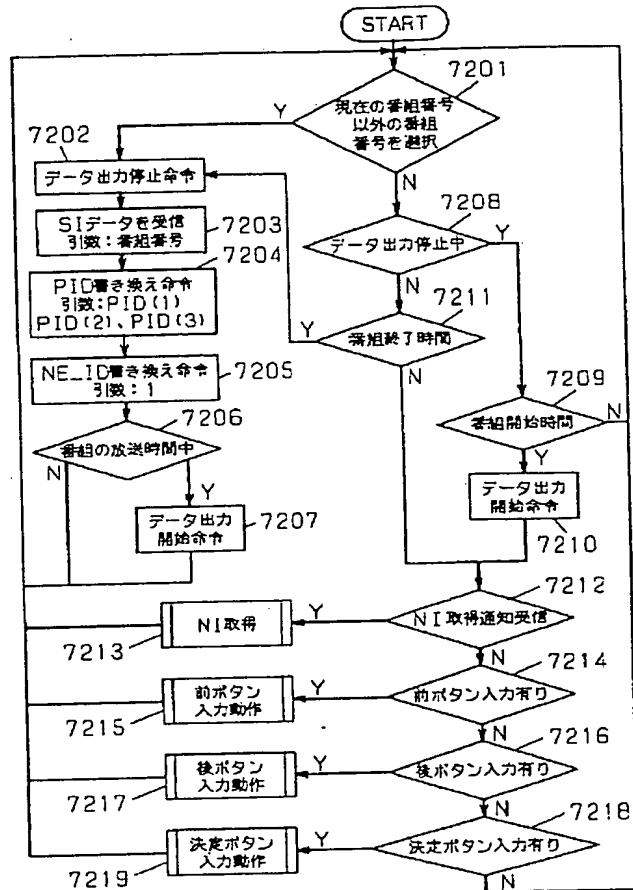 START
7201
現在の番組番号
以外の番組
番号を選択
Y
N
7202
データ出力停止命令
SIデータを受信
引数:番組番号
7203
7204
PID書き換え命令
引数:PID(1)
PID(2)、PID(3)
NE_ID書き換え命令
引数:1
7205
7206
番組の放送時間中
N
Y
データ出力
開始命令
7207
7208
データ出力停止中
Y
N
7211
番組終了時間
Y
N
7209
番組開始時間
N
Y
データ出力
開始命令
7210
7212
NI取得通知受信
Y
N
NI取得
7213
7214
前ボタン入力有り
Y
N
前ボタン
入力動作
7215
7216
後ボタン入力有り
Y
N
後ボタン
入力動作
7217
7218
決定ボタン入力有り
Y
N
決定ボタン
入力動作
7219